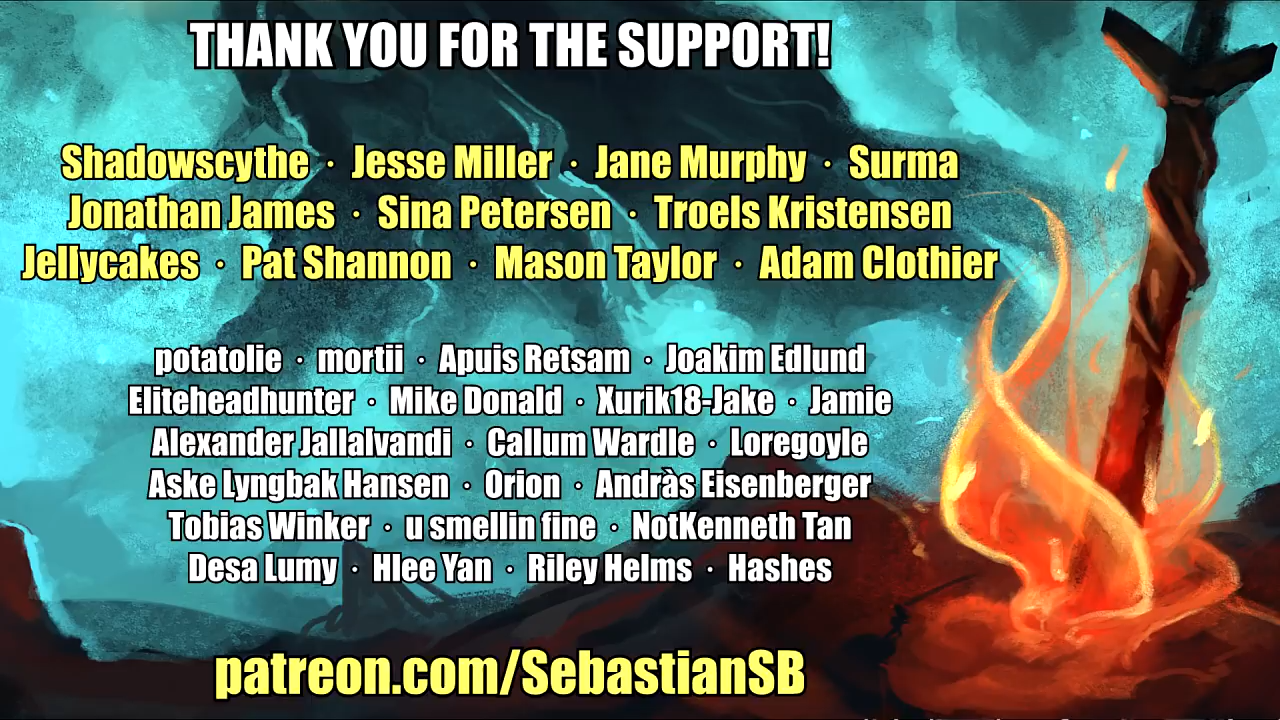 THANK YOU FOR THE SUPPORT!
Shadowscythe · Jesse Miller · Jane Murphy · Surma
Jonathan James · Sina Petersen · Troels Kristensen
Jellycakes · Pat Shannon · Mason Taylor · Adam Clothier
potatolie · mortii · Apuis Retsam · Joakim Edlund
Eliteheadhunter · Mike Donald · Xurik18-Jake · Jamie
Alexander Jallalvandi · Callum Wardle · Loregoyle
Aske Lyngbak Hansen · Orion · Andràs Eisenberger
Tobias Winker · u smellin fine · NotKenneth Tan
Desa Lumy · Hlee Yan · Riley Helms · Hashes
patreon.com/SebastianSB